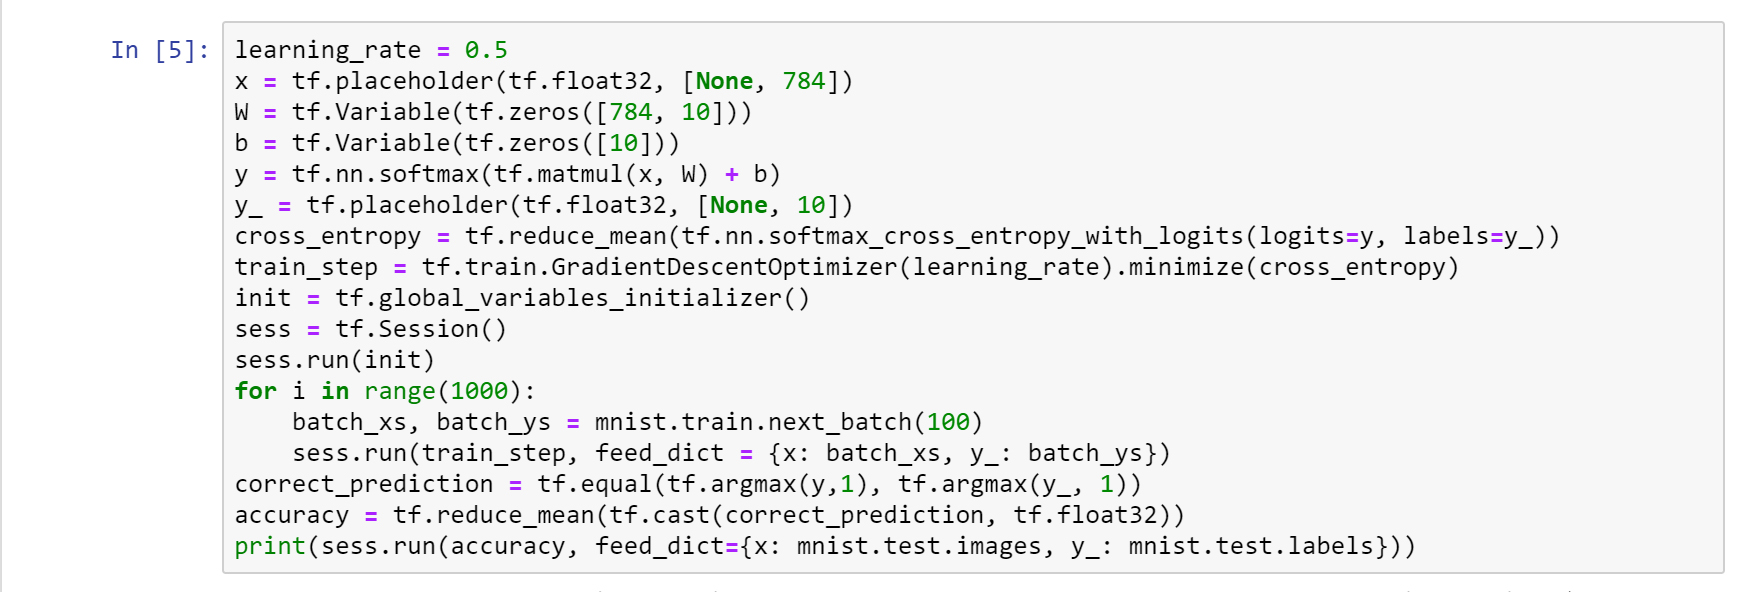 In [5]: learning_rate = 0.5
x = tf.placeholder(tf.float32, [None, 784])
W = tf.Variable(tf.zeros([784, 10]))
b = tf.Variable(tf.zeros([10]))
y = tf.nn.softmax(tf.matmul(x, W) + b)
y_ = tf.placeholder(tf.float32, [None, 10])
cross_entropy = tf.reduce_mean(tf.nn.softmax_cross_entropy_with_logits(logits=y, labels=y_))
train_step = tf.train.GradientDescentOptimizer(learning_rate).minimize(cross_entropy)
init = tf.global_variables_initializer()
sess = tf.Session()
sess.run(init)
for i in range(1000):
    batch_xs, batch_ys = mnist.train.next_batch(100)
    sess.run(train_step, feed_dict = {x: batch_xs, y_: batch_ys})
correct_prediction = tf.equal(tf.argmax(y,1), tf.argmax(y_, 1))
accuracy = tf.reduce_mean(tf.cast(correct_prediction, tf.float32))
print(sess.run(accuracy, feed_dict={x: mnist.test.images, y_: mnist.test.labels}))